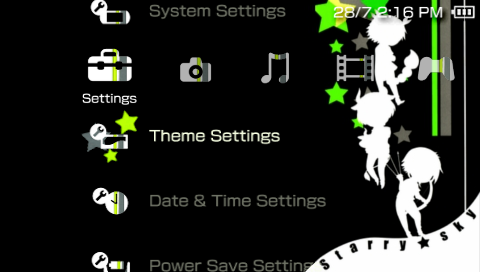 System Settings
28/7 2:16 PM
Settings
Theme Settings
Date & Time Settings
Power Save Settings
starry★sky